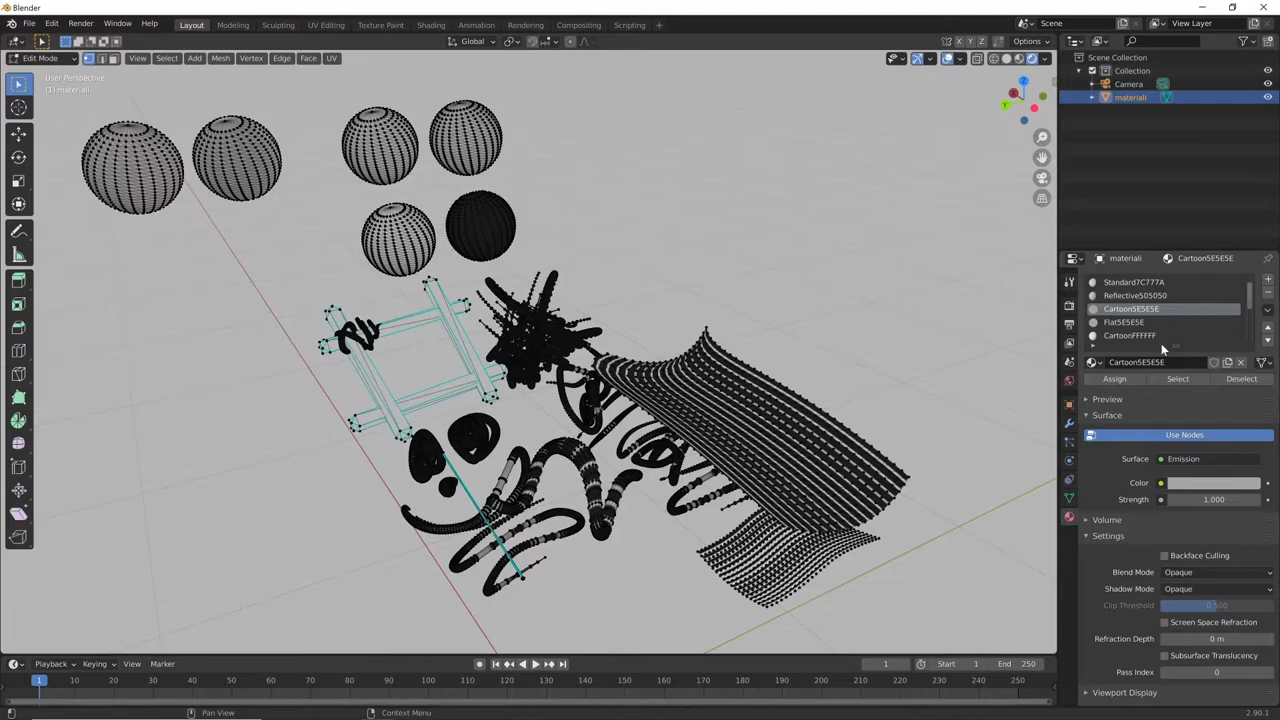 Blender
File Edit Render Window Help Layout Modeling Sculpting UV Editing Texture Paint Shading Animation Rendering Compositing Scripting + Scene View Layer
Global X Y Z Options
Edit Mode View Select Add Mesh Vertex Edge Face UV
User Perspective
(1) materiali
Z
X
Y
Scene Collection
Collection
Camera
materiali
materiali Cartoon5E5E5E
Standard7C777A
Reflective505050
Cartoon5E5E5E
Flat5E5E5E
CartoonFFFFFF
Cartoon5E5E5E
Assign Select Deselect
Preview
Surface
Use Nodes
Surface Emission
Color
Strength 1.000
Volume
Settings
Backface Culling
Blend Mode Opaque
Shadow Mode Opaque
Clip Threshold 0.500
Screen Space Refraction
Refraction Depth 0 m
Subsurface Translucency
Pass Index 0
Viewport Display
Playback Keying View Marker 1 Start 1 End 250
1 10 20 30 40 50 60 70 80 90 100 110 120 130 140 150 160 170 180 190 200 210 220 230 240 250
Pan View Context Menu 2.90.1